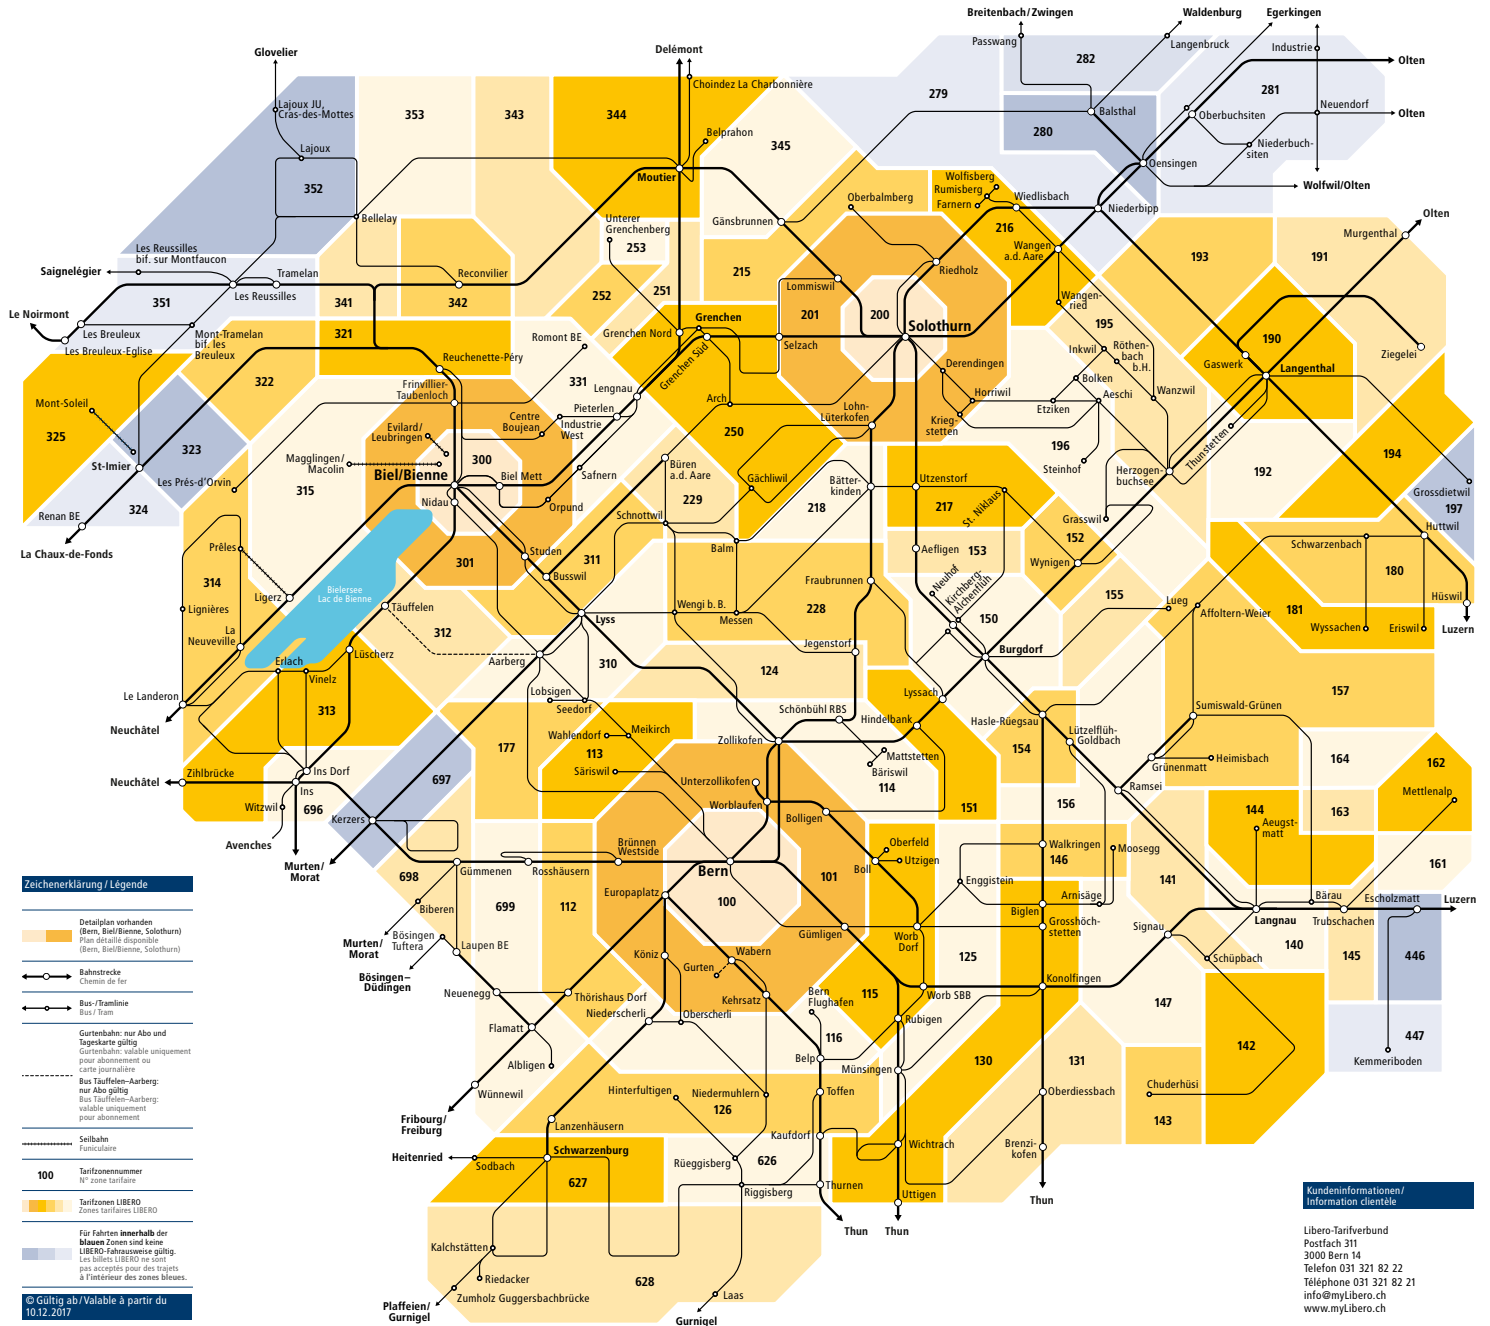 Breitenbach/Zwingen
Waldenburg
Egerkingen
Passwang
Langenbruck
Industrie
Glovelier
Delémont
282
Olten
Choindez La Charbonnière
279
281
Lajoux JU,
Cras-des-Mottes
353
343
344
Balsthal
Neuendorf
Oberbuchsiten
Olten
Belprahon
280
345
Niederbuch-
siten
Lajoux
Oensingen
Moutier
Wolfisberg
Rumisberg
Farnern
Wolfwil/Olten
352
Oberbalmberg
Wiedlisbach
Niederbipp
Bellelay
Unterer
Grenchenberg
Gänsbrunnen
Olten
216
Murgenthal
253
Wangen
a.d. Aare
193
191
Les Reussilles
bif. sur Montfaucon
Saignelégier
Tramelan
Reconvilier
215
Riedholz
Les Reussilles
Lommiswil
251
252
Wangen-
ried
351
341
342
Le Noirmont
201
200
Grenchen
Solothurn
195
Les Breuleux
Mont-Tramelan
bif. les
Breuleux
321
Grenchen Nord
Romont BE
Selzach
190
Les Breuleux-Eglise
Inkwil
Röthen-
bach
b.H.
Reuchenette-Péry
Grenchen Süd
Derendingen
Gaswerk
Langenthal
Ziegelei
322
331
Frinvillier-
Taubenloch
Lengnau
Bolken
Wanzwil
Mont-Soleil
Arch
Horriwil
Aeschi
Etziken
Centre
Boujean
Pieterlen
Lohn-
Lüterkofen
Krieg-
stetten
Industrie
West
325
Evilard/
Leubringen
250
196
Thunstetten
323
300
194
St-Imier
Magglingen/
Macolin
Biel/Bienne
Biel Mett
Safnern
Büren
a.d. Aare
Steinhof
Herzogen-
buchsee
192
Les Prés-d'Orvin
315
Gächliwil
Bätter-
kinden
Utzenstorf
Grossdietwil
229
197
324
Nidau
Orpund
218
217
St. Niklaus
Renan BE
Schnottwil
Grasswil
Huttwil
La Chaux-de-Fonds
152
Schwarzenbach
Prêles
Balm
Aefligen
153
Studen
301
311
Wynigen
180
Busswil
314
Fraubrunnen
Neuhof
Kirchberg-
Alchenflüh
155
Bielersee
Lac de Bienne
Ligerz
Hüswil
Lignières
Täuffelen
Wengi b. B.
228
Lueg
Affoltern-Weier
181
Lyss
Messen
150
Wyssachen
Eriswil
Luzern
La
Neuveville
312
Jegenstorf
Burgdorf
Lüscherz
Aarberg
310
Erlach
124
Vinelz
Lobsigen
Lyssach
157
Le Landeron
Seedorf
Schönbühl RBS
Hindelbank
Sumiswald-Grünen
313
Hasle-Rüegsau
Neuchâtel
Wahlendorf
Meikirch
Zollikofen
Lützelflüh-
Goldbach
177
113
154
Mattstetten
164
162
Heimisbach
Grünenmatt
Neuchâtel
Zihlbrücke
Ins Dorf
Säriswil
Bäriswil
697
Unterzollikofen
114
Ins
Ramsei
Mettlenalp
Witzwil
696
Worblaufen
151
156
144
163
Bolligen
Aeugst-
matt
Kerzers
Avenches
Brünnen
Westside
Oberfeld
Walkringen
Moosegg
Murten/
Morat
146
Utzigen
161
Gümmenen
Rosshäusern
Bern
Boll
698
Europaplatz
101
Enggistein
141
699
112
Arnisäge
Bärau
Escholzmatt
Luzern
Biberen
100
Biglen
Langnau
Trubschachen
Grosshöch-
stetten
Signau
Gümligen
Worb
Dorf
Murten/
Morat
Bösingen
Tuftera
Laupen BE
140
Wabern
Köniz
125
145
446
Schüpbach
Gurten
Bösingen–
Düdingen
Konolfingen
Neuenegg
Thörishaus Dorf
Kehrsatz
Bern
Flughafen
115
Worb SBB
147
Niederscherli
Oberscherli
Rubigen
Flamatt
116
447
142
Albligen
Belp
130
131
Kemmeriboden
Münsingen
Chuderhüsi
Wünnewil
Hinterfultigen
Niedermuhlern
Toffen
Oberdiessbach
126
143
Fribourg/
Freiburg
Lanzenhäusern
Kaufdorf
Wichtrach
Brenzi-
kofen
Heitenried
Schwarzenburg
Sodbach
Rüeggisberg
626
627
Riggisberg
Thurnen
Uttigen
Thun
Thun
Thun
Kalchstätten
Riedacker
628
Zumholz Guggersbachbrücke
Laas
Plaffeien/
Gurnigel
Gurnigel
Zeichenerklärung / Légende
Detailplan vorhanden
(Bern, Biel/Bienne, Solothurn)
Plan détaillé disponible
(Bern, Biel/Bienne, Solothurn)
Bahnstrecke
Chemin de fer
Bus-/Tramlinie
Bus / Tram
Gurtenbahn: nur Abo und
Tageskarte gültig
Gurtenbahn: valable uniquement
pour abonnement ou
carte journalière
Bus Täuffelen–Aarberg:
nur Abo gültig
Bus Täuffelen–Aarberg:
valable uniquement
pour abonnement
Seilbahn
Funiculaire
100
Tarifzonennummer
N° zone tarifaire
Tarifzonen LIBERO
Zones tarifaires LIBERO
Für Fahrten innerhalb der
blauen Zonen sind keine
LIBERO-Fahrausweise gültig.
Les billets LIBERO ne sont
pas acceptés pour des trajets
à l'intérieur des zones bleues.
© Gültig ab / Valable à partir du
10.12.2017
Kundeninformationen/
Information clientèle
Libero-Tarifverbund
Postfach 311
3000 Bern 14
Telefon 031 321 82 22
Téléphone 031 321 82 21
info@myLibero.ch
www.myLibero.ch